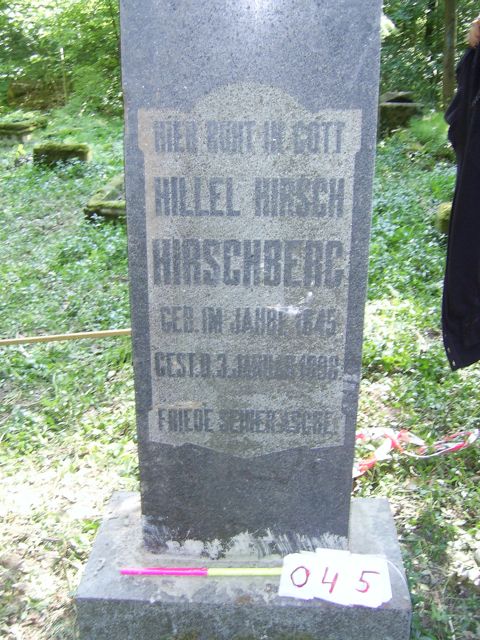 HIER RUHT IN GOTT
HILLEL HIRSCH
HIRSCHBERG
GEB. IM JAHRE 1845
GEST. D. 3. JANUAR 1898
FRIEDE SEINER ASCHE!
045